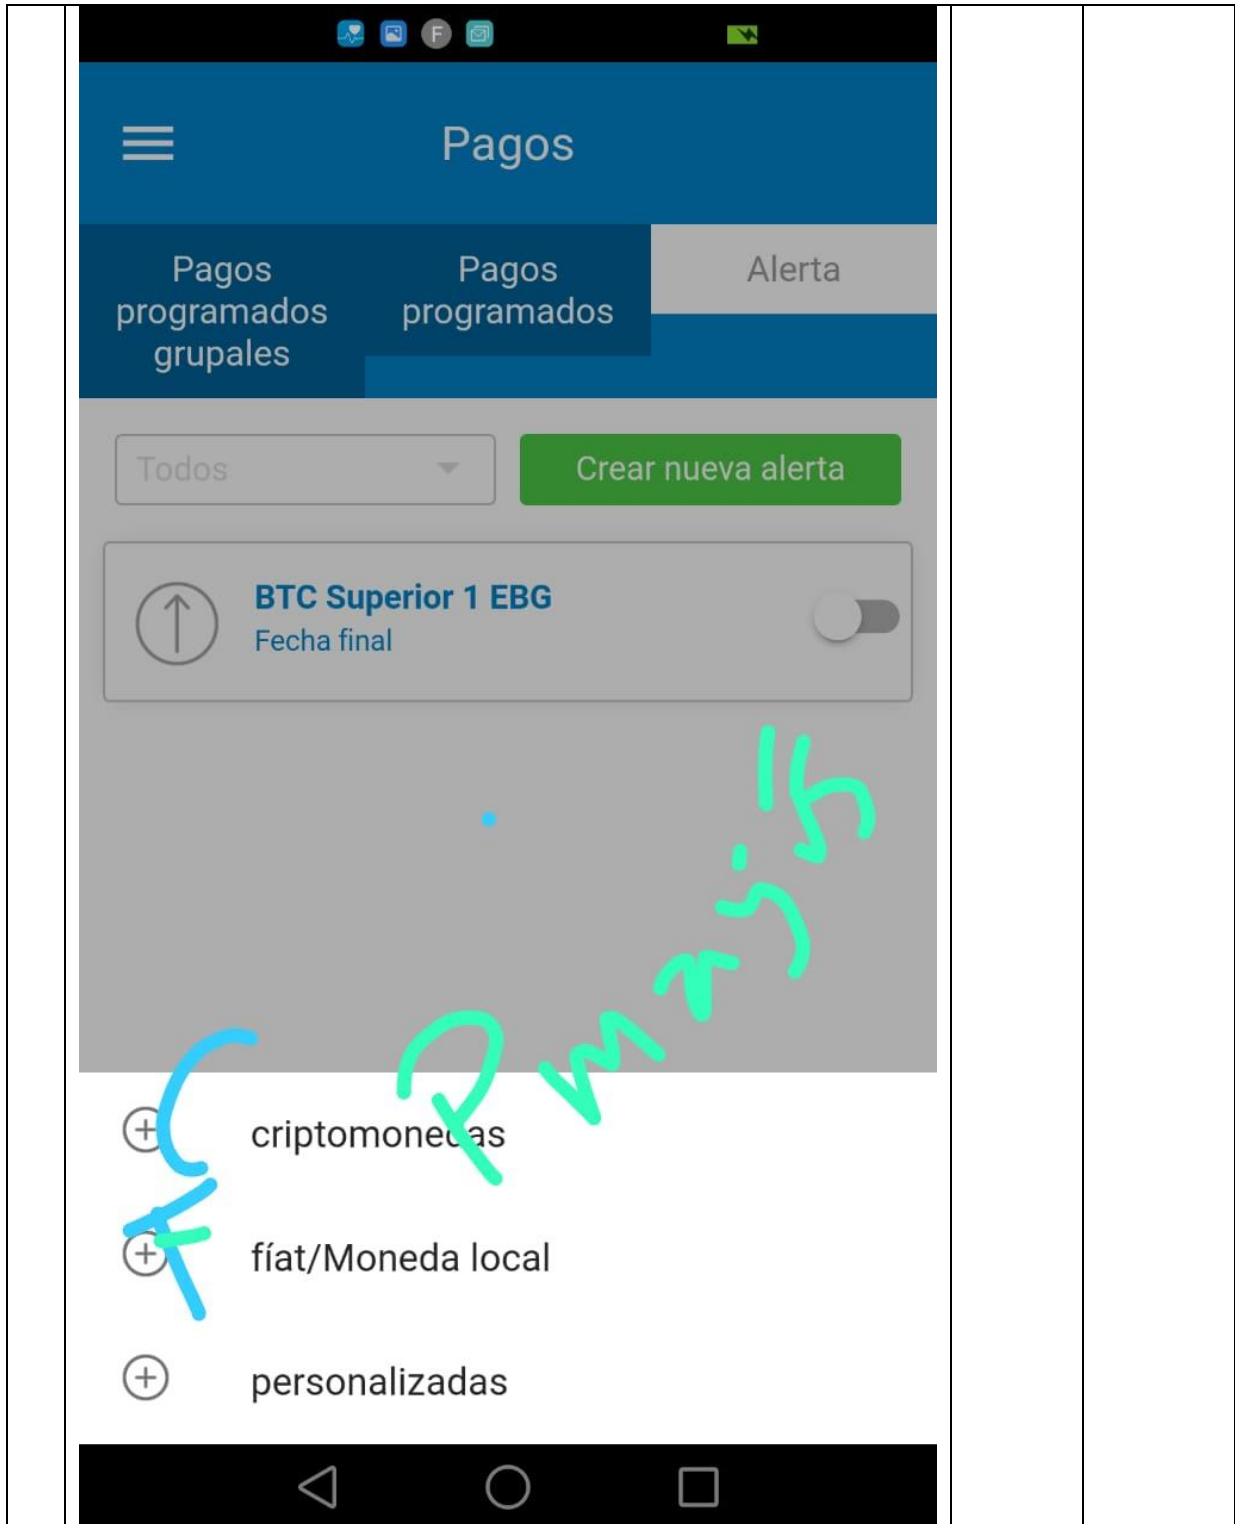 F
Pagos
Pagos programados grupales
Pagos programados
Alerta
Todos
Crear nueva alerta
BTC Superior 1 EBG
Fecha final
C
criptomonedas
F
fíat/Moneda local
personalizadas